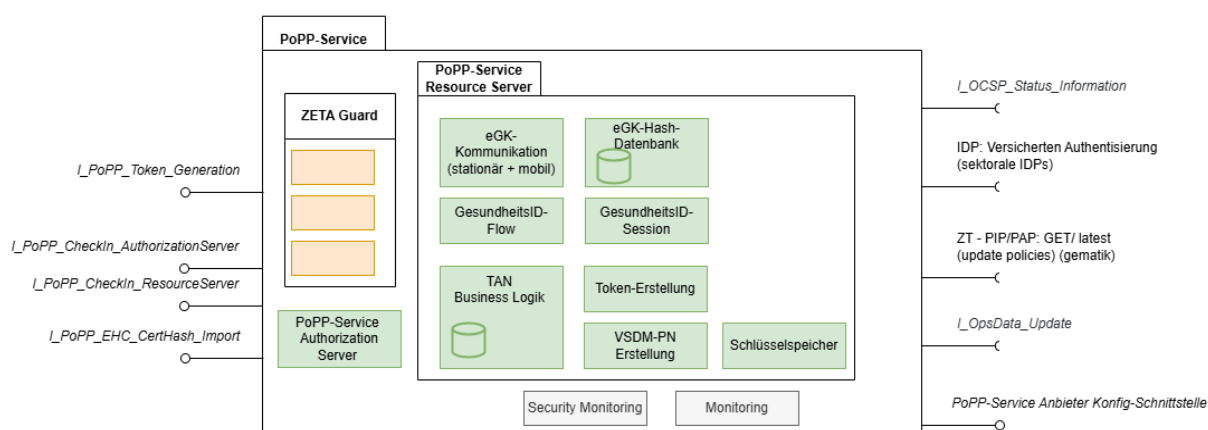 PoPP-Service
PoPP-Service
Resource Server
ZETA Guard
eGK-
Kommunikation
(stationär + mobil)
eGK-Hash-
Datenbank
GesundheitsID-
Flow
GesundheitsID-
Session
TAN
Business Logik
Token-Erstellung
VSDM-PN
Erstellung
Schlüsselspeicher
PoPP-Service
Authorization
Server
Security Monitoring
Monitoring
I_PoPP_Token_Generation
I_PoPP_CheckIn_AuthorizationServer
I_PoPP_CheckIn_ResourceServer
I_PoPP_EHC_CertHash_Import
I_OCSP_Status_Information
IDP: Versicherten Authentisierung
(sektorale IDPs)
ZT - PIP/PAP: GET/ latest
(update policies) (gematik)
I_OpsData_Update
PoPP-Service Anbieter Konfig-Schnittstelle